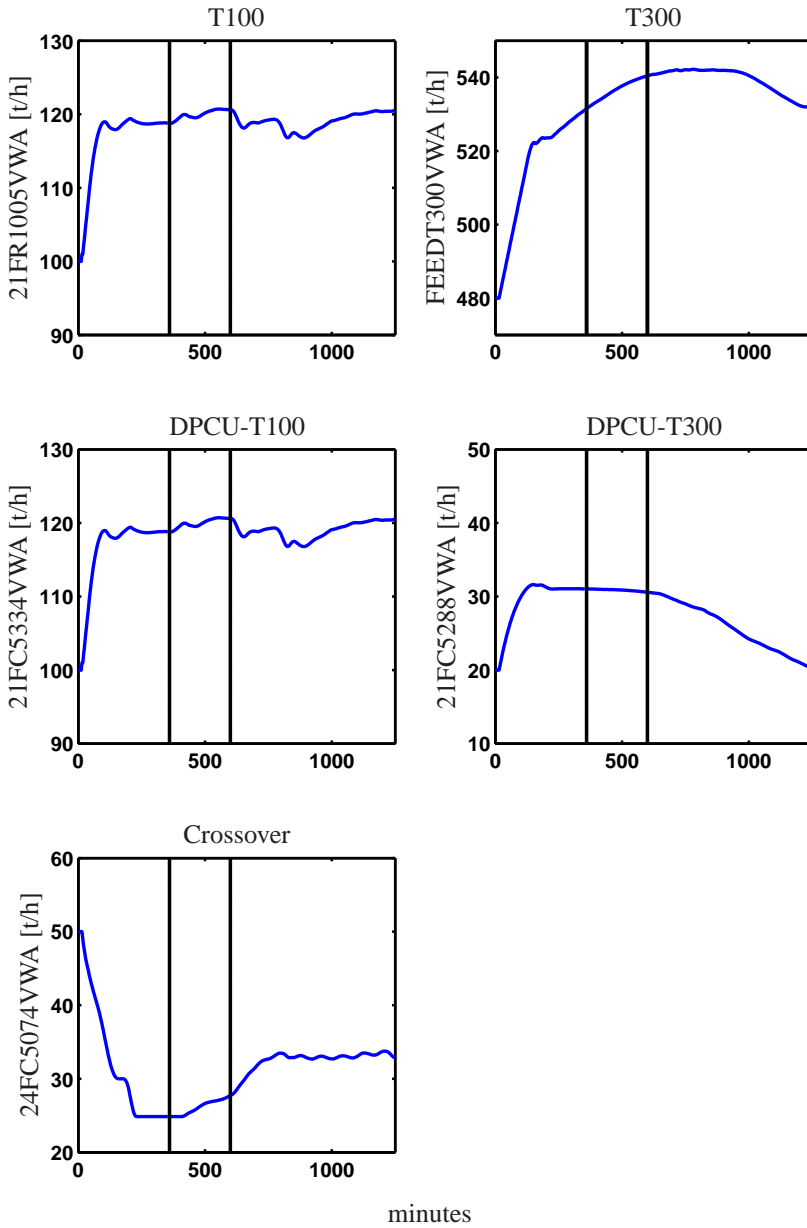 T100
21FR1005VWA [t/h]
130
120
110
100
90
0 500 1000
T300
FEEDT300VWA [t/h]
540
520
500
480
0 500 1000
DPCU-T100
21FC5334VWA [t/h]
130
120
110
100
90
0 500 1000
DPCU-T300
21FC5288VWA [t/h]
50
40
30
20
10
0 500 1000
Crossover
24FC5074VWA [t/h]
60
50
40
30
20
0 500 1000
minutes